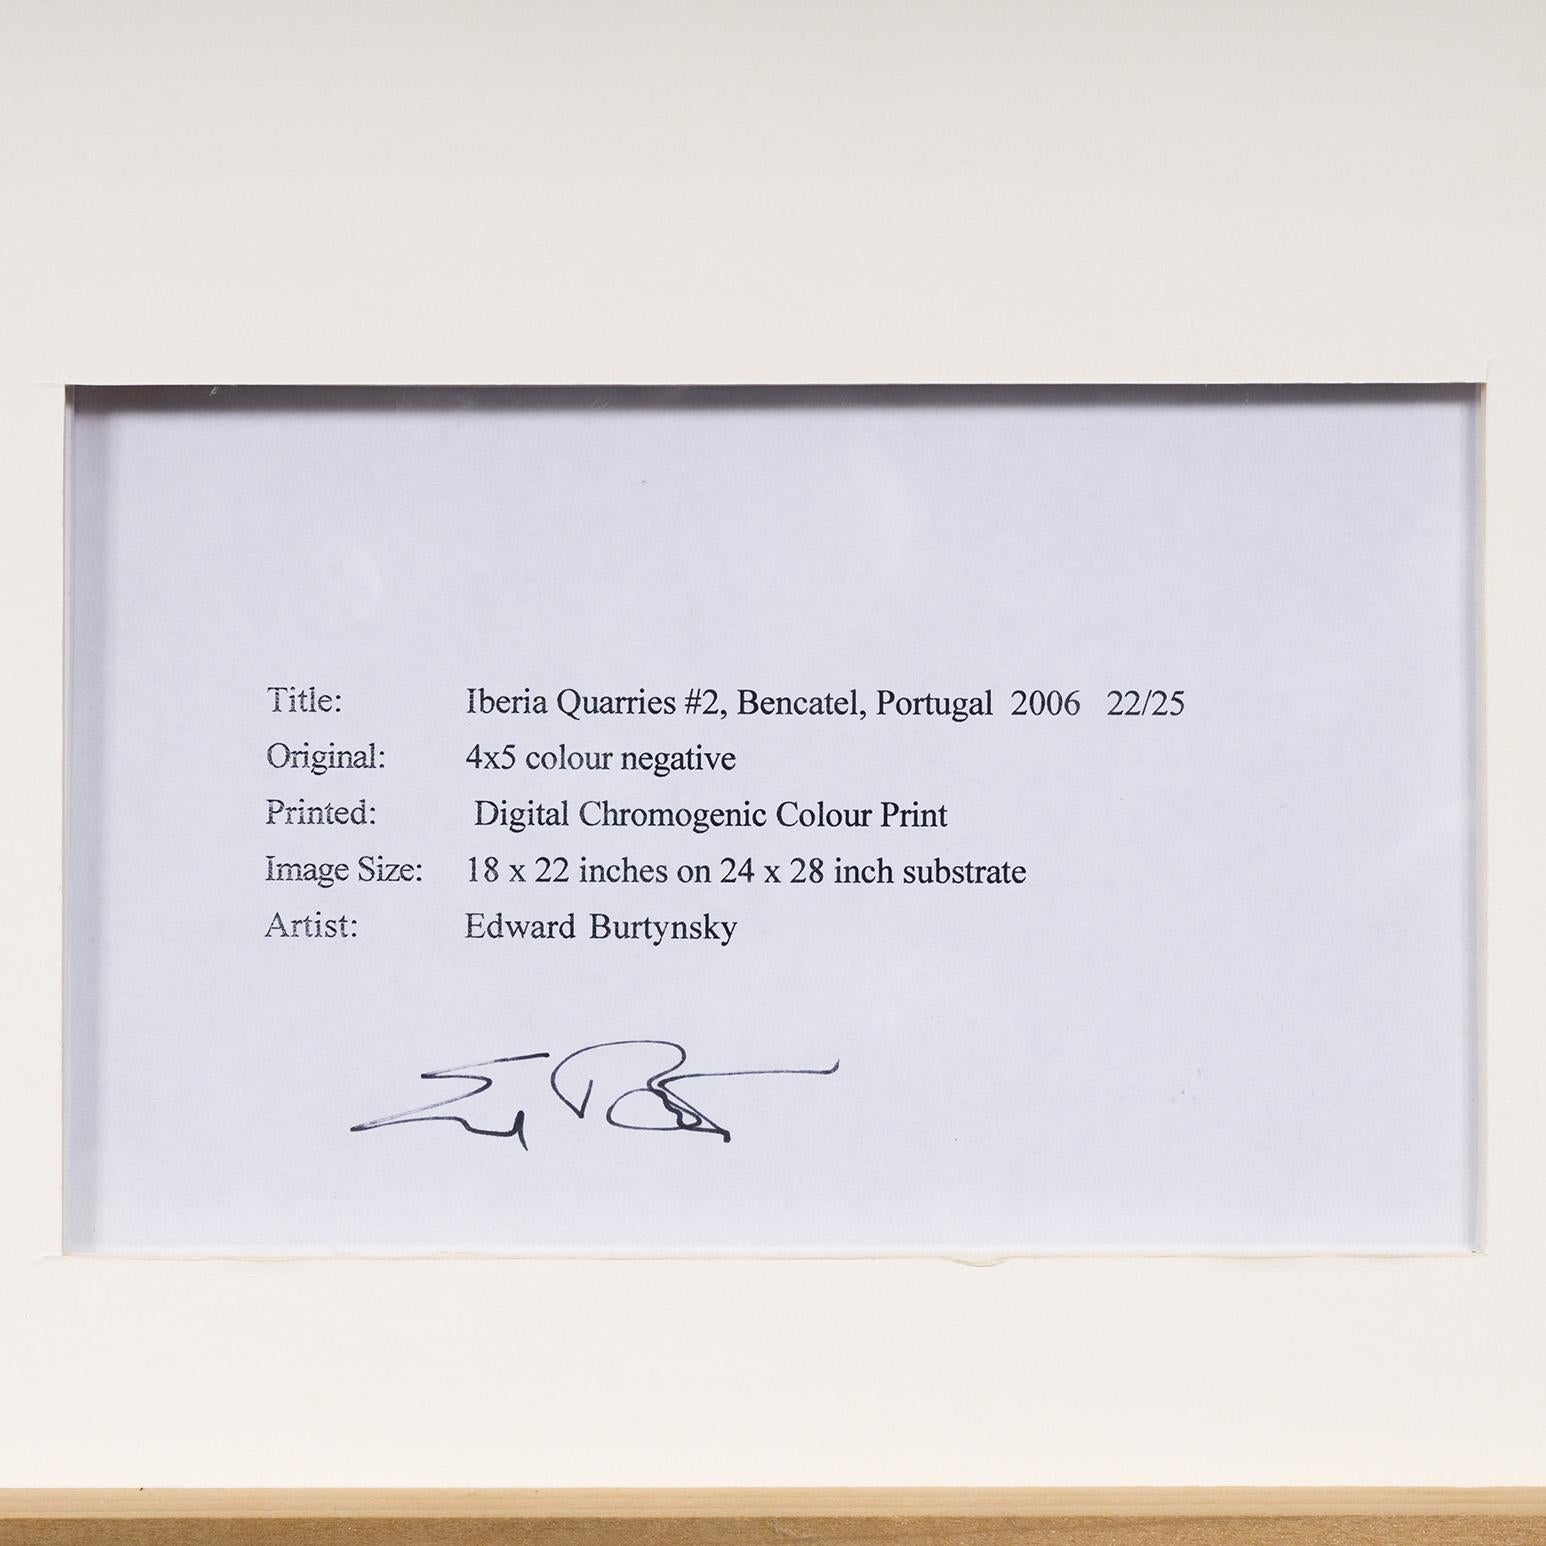 Title: Iberia Quarries #2, Bencatel, Portugal 2006 22/25
Original: 4x5 colour negative
Printed: Digital Chromogenic Colour Print
Image Size: 18 x 22 inches on 24 x 28 inch substrate
Artist: Edward Burtynsky